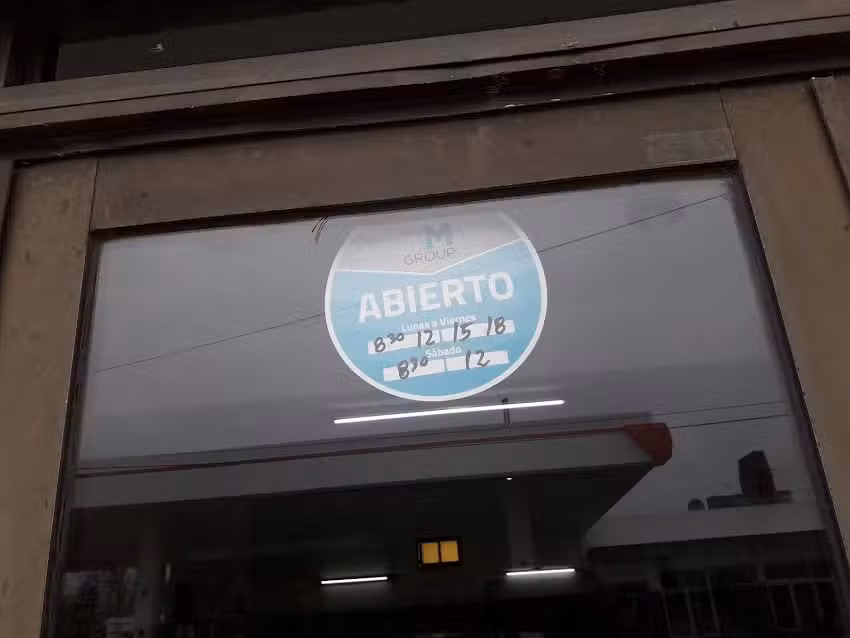 M
GROUP
ABIERTO
Lunes a Viernes
8³⁰ 12 15 18
Sábado
8³⁰ 12